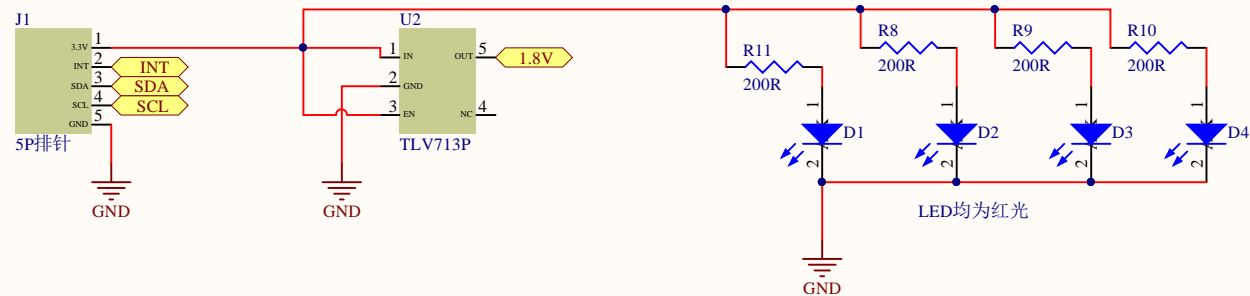 J1
3.3V 1
INT 2
SDA 3
SCL 4
GND 5
5P排针
INT
SDA
SCL
GND
U2
1 IN
2 GND
3 EN
OUT 5
NC 4
TLV713P
1.8V
GND
R11
200R
R8
200R
R9
200R
R10
200R
1
D1
2
1
D2
2
1
D3
2
1
D4
2
LED均为红光
GND